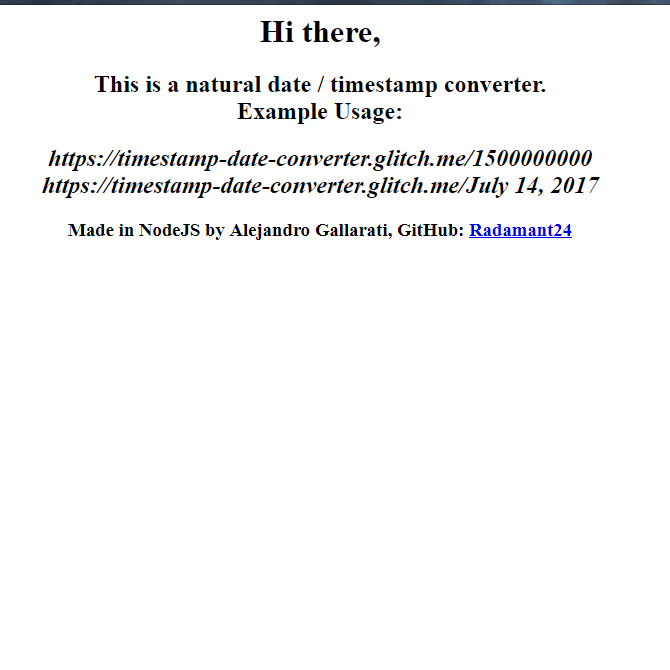 Hi there,
This is a natural date / timestamp converter.
Example Usage:
https://timestamp-date-converter.glitch.me/1500000000
https://timestamp-date-converter.glitch.me/July 14, 2017
Made in NodeJS by Alejandro Gallarati, GitHub: Radamant24